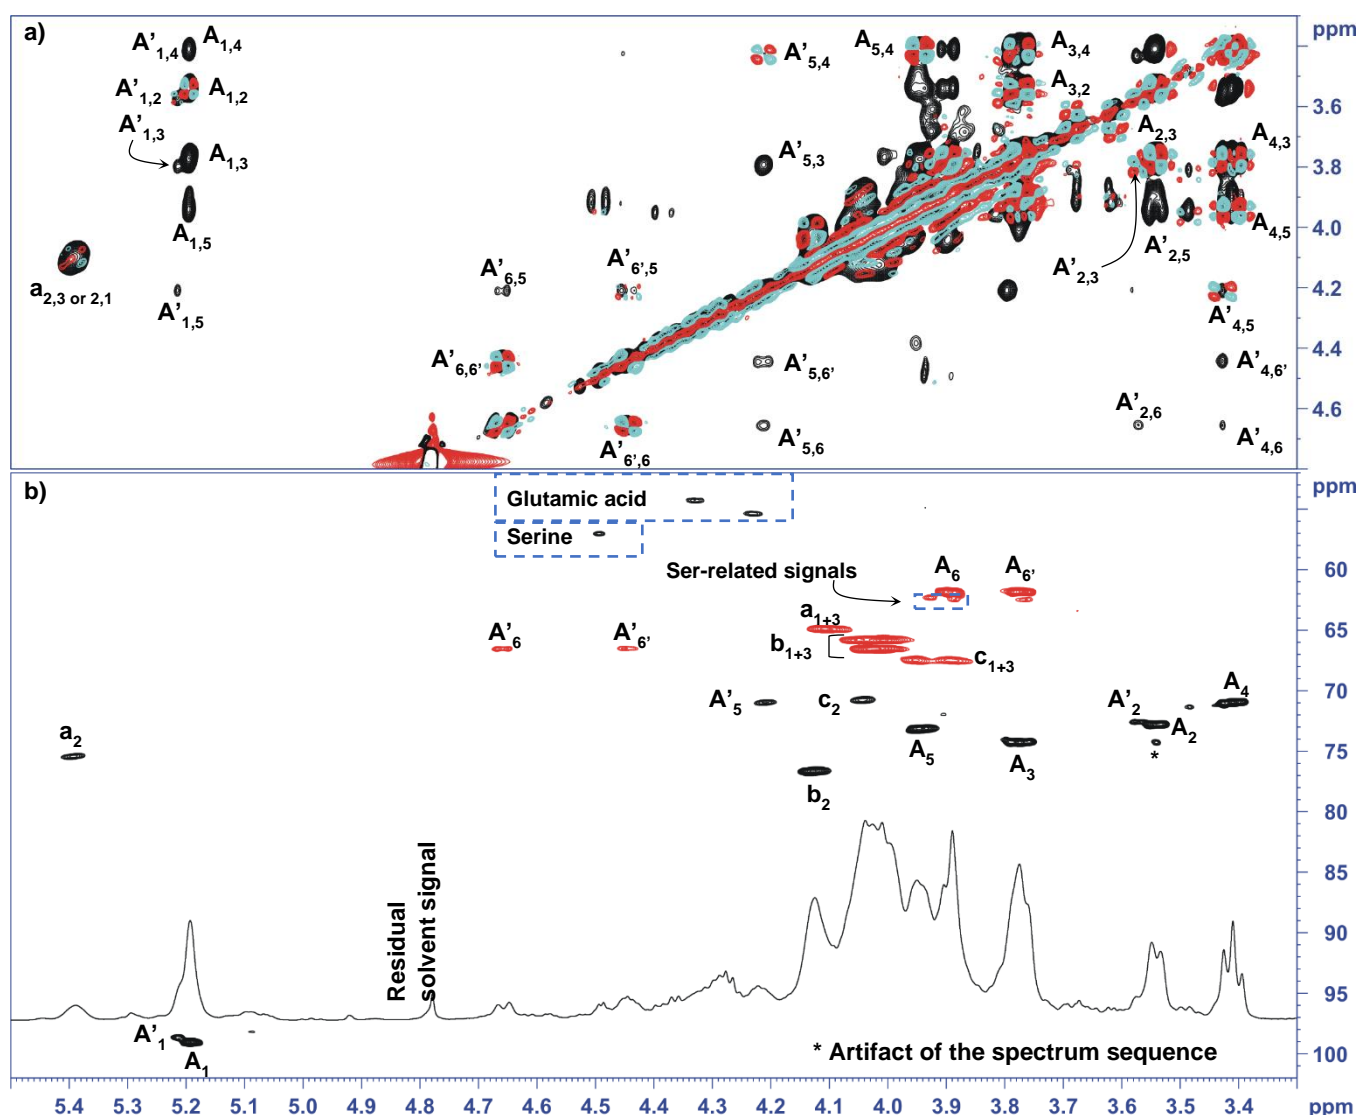 a)
ppm
A'1,4 A1,4
A'5,4
A5,4
A3,4
A'1,2 A1,2
A3,2
3.6
A'1,3
A2,3
A4,3
A1,3
A'5,3
3.8
A1,5
A4,5
4.0
a2,3 or 2,1
A'6,5
A'6',5
A'2,3
A'2,5
A'1,5
4.2
A'4,5
A'6,6'
A'5,6'
A'4,6'
4.4
A'2,6
4.6
A'6',6
A'5,6
A'4,6
b)
ppm
Glutamic acid
Serine
Ser-related signals
A6
A6'
60
a1+3
A'6
A'6'
b1+3
c1+3
65
A'5
c2
A'2
A4
70
a2
A5
A3
A2
*
75
b2
80
85
Residual
solvent signal
90
95
A'1
A1
* Artifact of the spectrum sequence
100
5.4 5.3 5.2 5.1 5.0 4.9 4.8 4.7 4.6 4.5 4.4 4.3 4.2 4.1 4.0 3.9 3.8 3.7 3.6 3.5 3.4 ppm